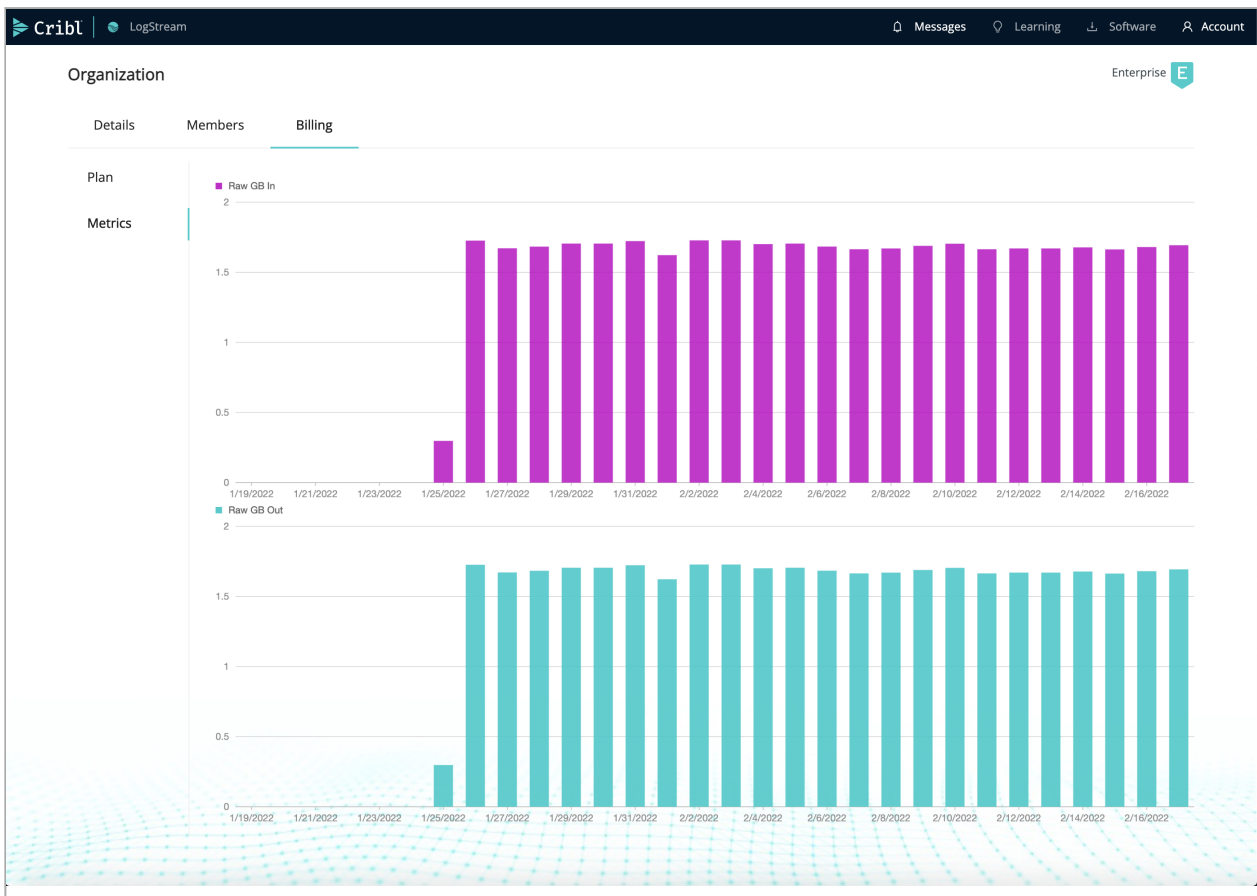 Cribl LogStream Messages Learning Software Account
Organization Enterprise E
Details Members Billing
Plan
Metrics
Raw GB In
2
1.5
1
0.5
0
1/19/2022 1/21/2022 1/23/2022 1/25/2022 1/27/2022 1/29/2022 1/31/2022 2/2/2022 2/4/2022 2/6/2022 2/8/2022 2/10/2022 2/12/2022 2/14/2022 2/16/2022
Raw GB Out
2
1.5
1
0.5
0
1/19/2022 1/21/2022 1/23/2022 1/25/2022 1/27/2022 1/29/2022 1/31/2022 2/2/2022 2/4/2022 2/6/2022 2/8/2022 2/10/2022 2/12/2022 2/14/2022 2/16/2022